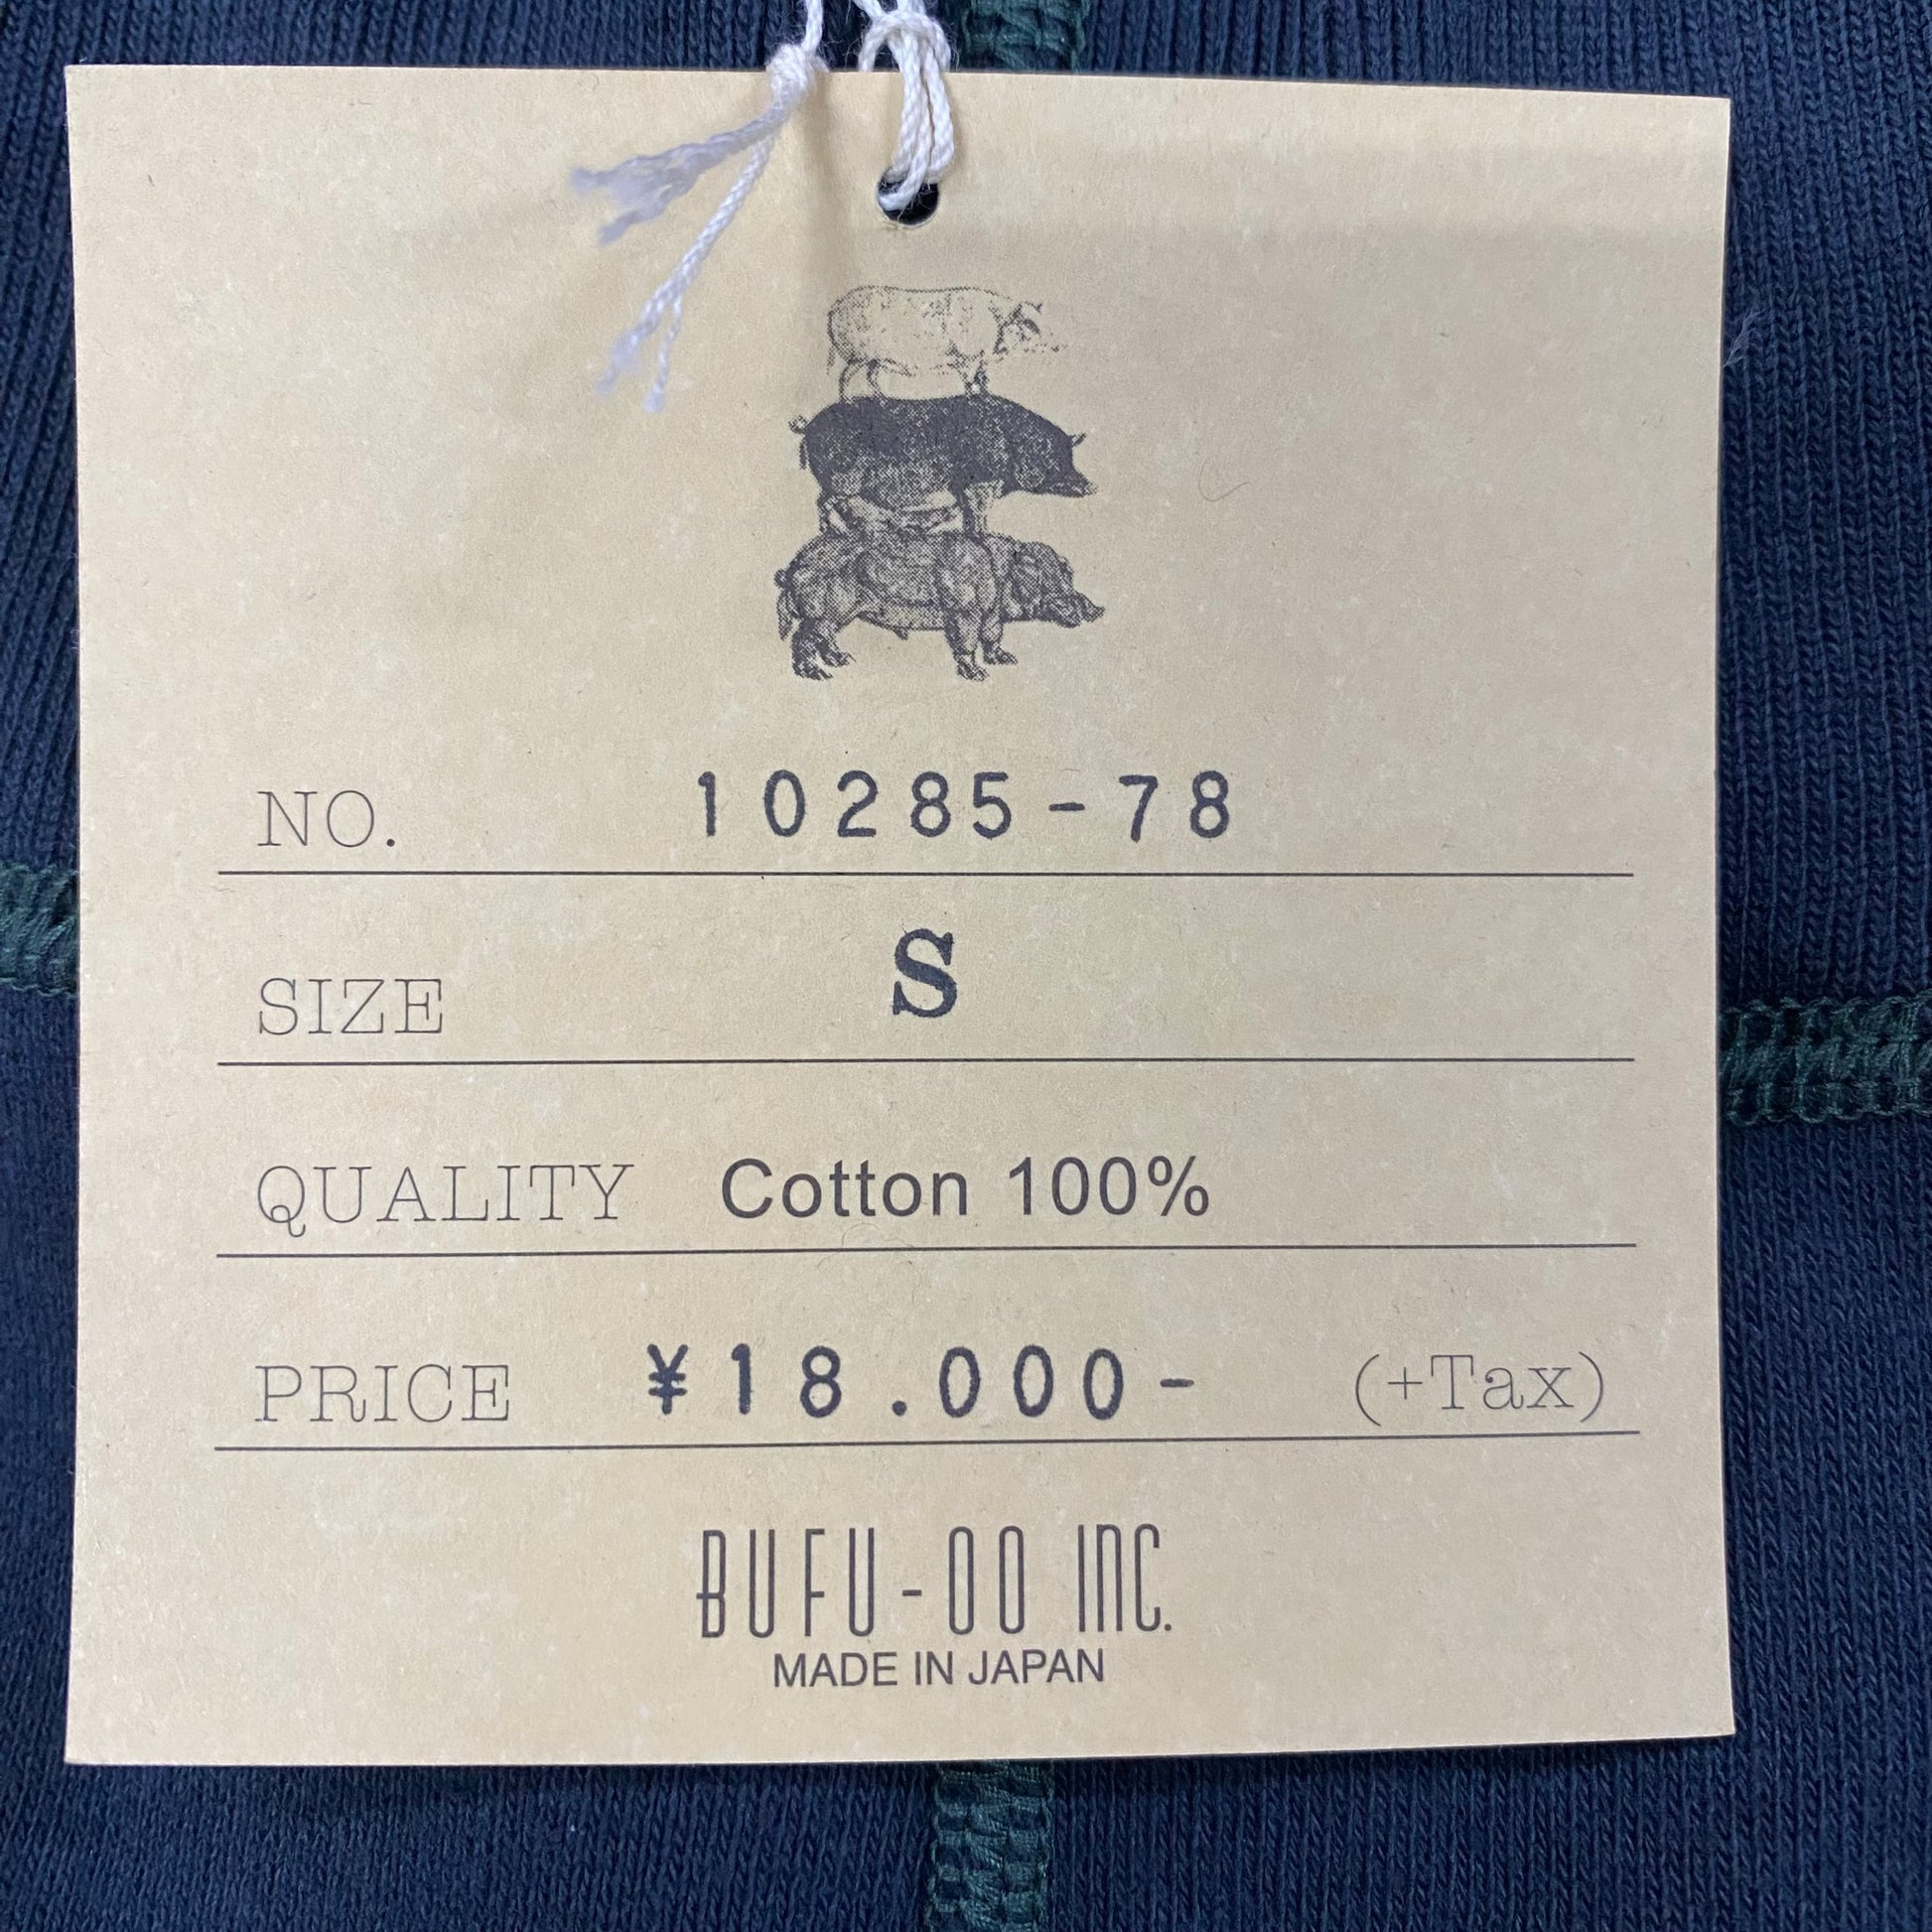 NO. 10285-78
SIZE S
QUALITY Cotton 100%
PRICE ¥18.000- (+Tax)
BUFU-OO INC.
MADE IN JAPAN